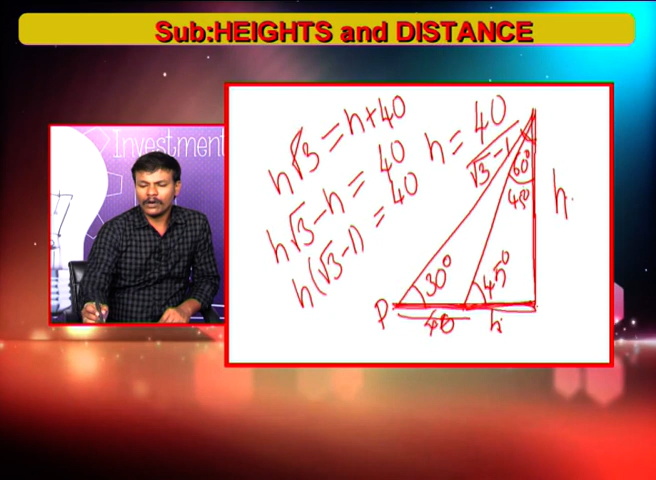 Sub:HEIGHTS and DISTANCE
Investment
h√3 = h+40
h√3 - h = 40
h(√3 - 1) = 40
h = 40
√3 - 1
60°
45°
h
30°
45°
P
40
h